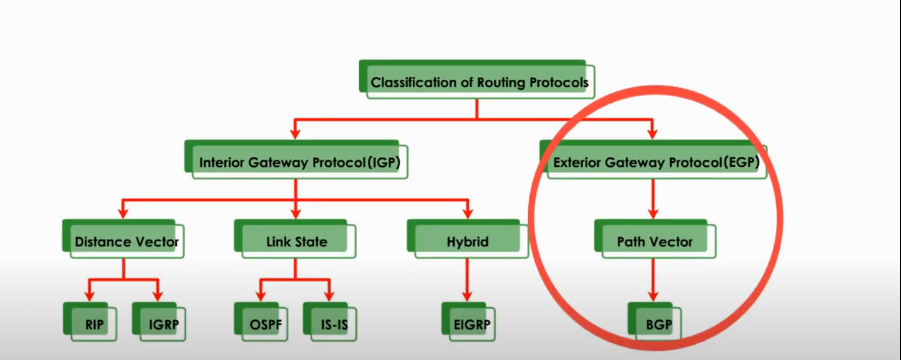 Classification of Routing Protocols
Interior Gateway Protocol(IGP)
Exterior Gateway Protocol(EGP)
Distance Vector
Link State
Hybrid
Path Vector
RIP
IGRP
OSPF
IS-IS
EIGRP
BGP